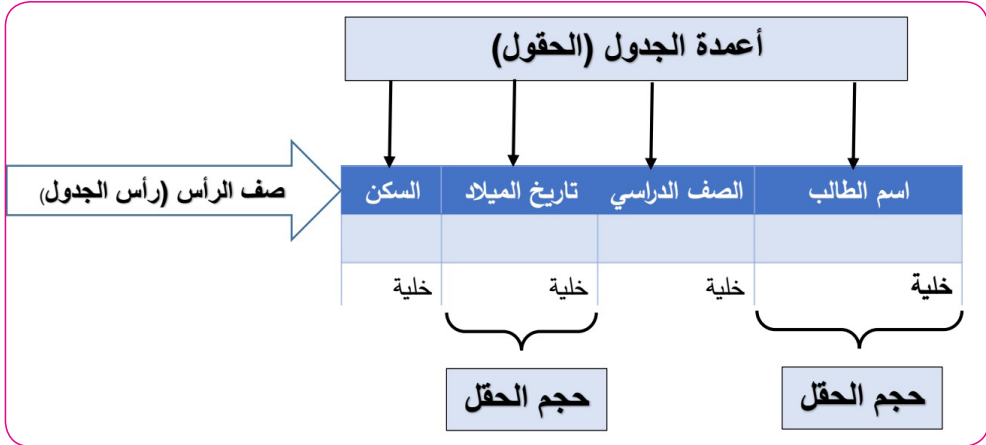 أعمدة الجدول (الحقول)
صف الرأس (رأس الجدول)
اسم الطالب الصف الدراسي تاريخ الميلاد السكن
خلية خلية خلية خلية
حجم الحقل حجم الحقل